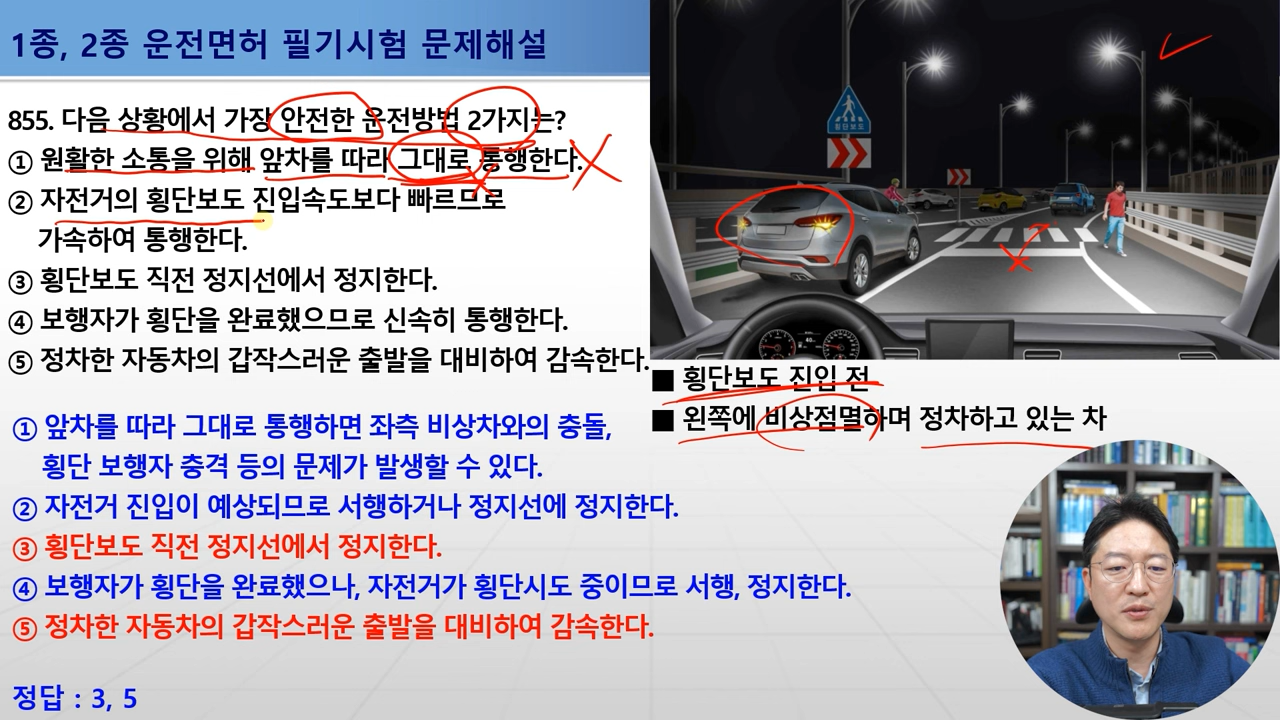 1종, 2종 운전면허 필기시험 문제해설
855. 다음 상황에서 가장 안전한 운전방법 2가지는?
① 원활한 소통을 위해 앞차를 따라 그대로 통행한다.
② 자전거의 횡단보도 진입속도보다 빠르므로
가속하여 통행한다.
③ 횡단보도 직전 정지선에서 정지한다.
④ 보행자가 횡단을 완료했으므로 신속히 통행한다.
⑤ 정차한 자동차의 갑작스러운 출발을 대비하여 감속한다.
횡단보도
■ 횡단보도 진입 전
■ 왼쪽에 비상점멸하며 정차하고 있는 차
① 앞차를 따라 그대로 통행하면 좌측 비상차와의 충돌,
횡단 보행자 충격 등의 문제가 발생할 수 있다.
② 자전거 진입이 예상되므로 서행하거나 정지선에 정지한다.
③ 횡단보도 직전 정지선에서 정지한다.
④ 보행자가 횡단을 완료했으나, 자전거가 횡단시도 중이므로 서행, 정지한다.
⑤ 정차한 자동차의 갑작스러운 출발을 대비하여 감속한다.
정답 : 3, 5